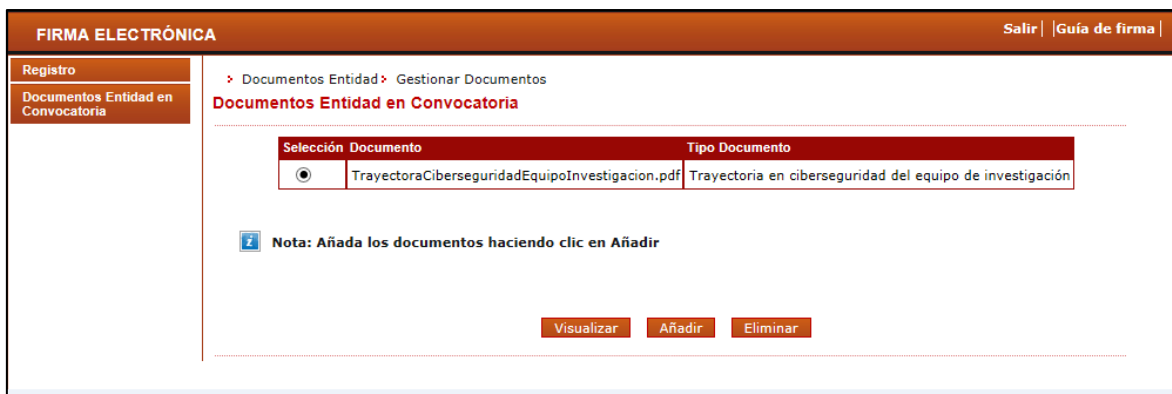 FIRMA ELECTRÓNICA
Salir| |Guía de firma|
Registro
Documentos Entidad en
Convocatoria
Documentos Entidad Gestionar Documentos
Documentos Entidad en Convocatoria
Selección Documento Tipo Documento
TrayectoraCiberseguridadEquipoInvestigacion.pdf Trayectoria en ciberseguridad del equipo de investigación
i Nota: Añada los documentos haciendo clic en Añadir
Visualizar Añadir Eliminar